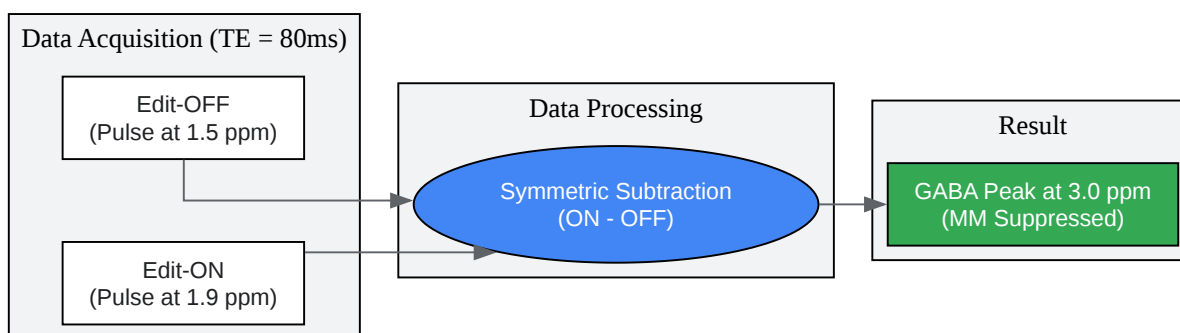 Data Acquisition (TE = 80ms)
Edit-OFF
(Pulse at 1.5 ppm)
Edit-ON
(Pulse at 1.9 ppm)
Data Processing
Symmetric Subtraction
(ON - OFF)
Result
GABA Peak at 3.0 ppm
(MM Suppressed)